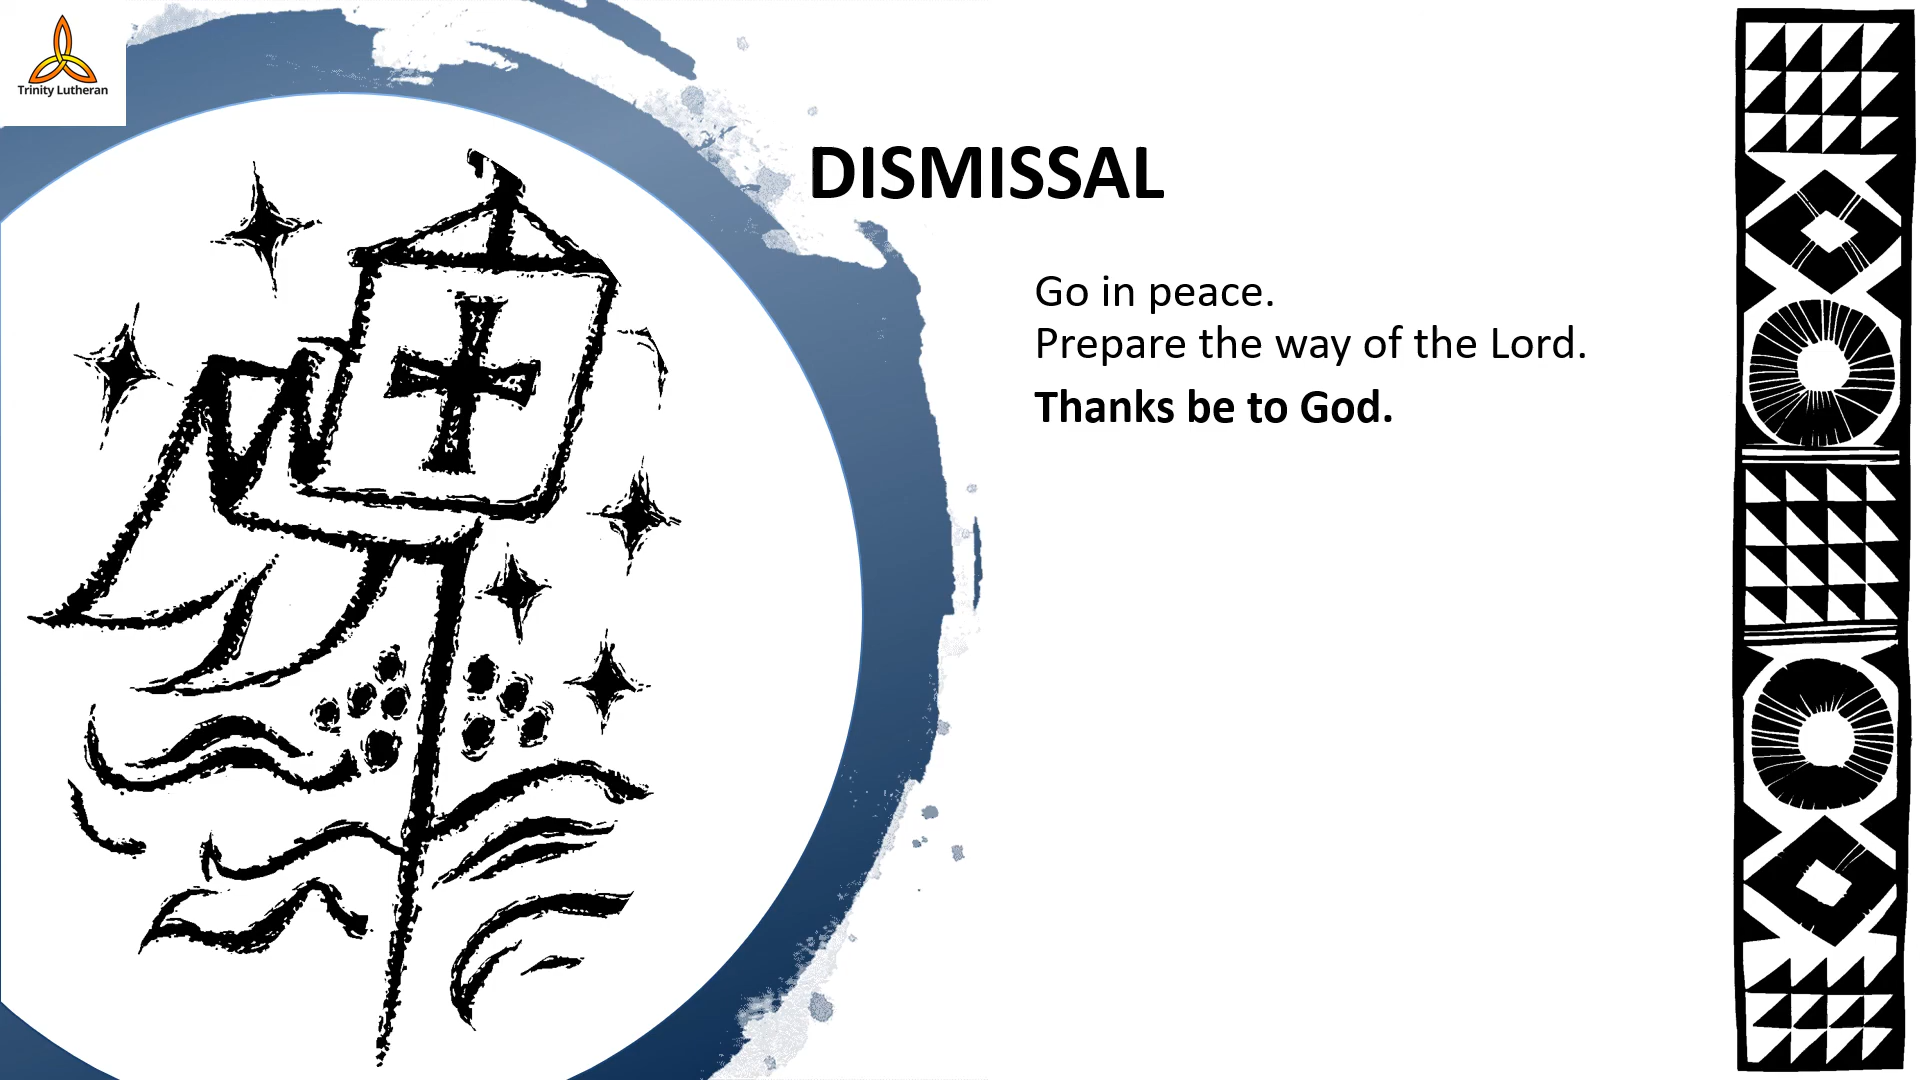 Trinity Lutheran
DISMISSAL
Go in peace.
Prepare the way of the Lord.
Thanks be to God.